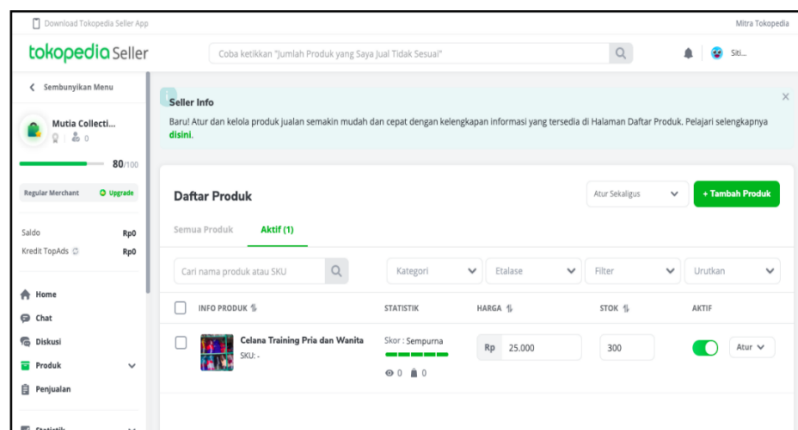 Download Tokopedia Seller App
Mitra Tokopedia
tokopedia Seller
Coba ketikkan "Jumlah Produk yang Saya Jual Tidak Sesuai"
Siti...
Sembunyikan Menu
Mutia Collecti...
0
80/100
Regular Merchant
Upgrade
Saldo Rp0
Kredit TopAds Rp0
Home
Chat
Diskusi
Produk
Penjualan
Statistik
Seller Info
Baru! Atur dan kelola produk jualan semakin mudah dan cepat dengan kelengkapan informasi yang tersedia di Halaman Daftar Produk. Pelajari selengkapnya
disini.
Daftar Produk
Atur Sekaligus
+ Tambah Produk
Semua Produk
Aktif (1)
Cari nama produk atau SKU
Kategori
Etalase
Filter
Urutkan
INFO PRODUK
STATISTIK
HARGA
STOK
AKTIF
Celana Training Pria dan Wanita
SKU: -
Skor : Sempurna
0 0
Rp 25.000
300
Atur